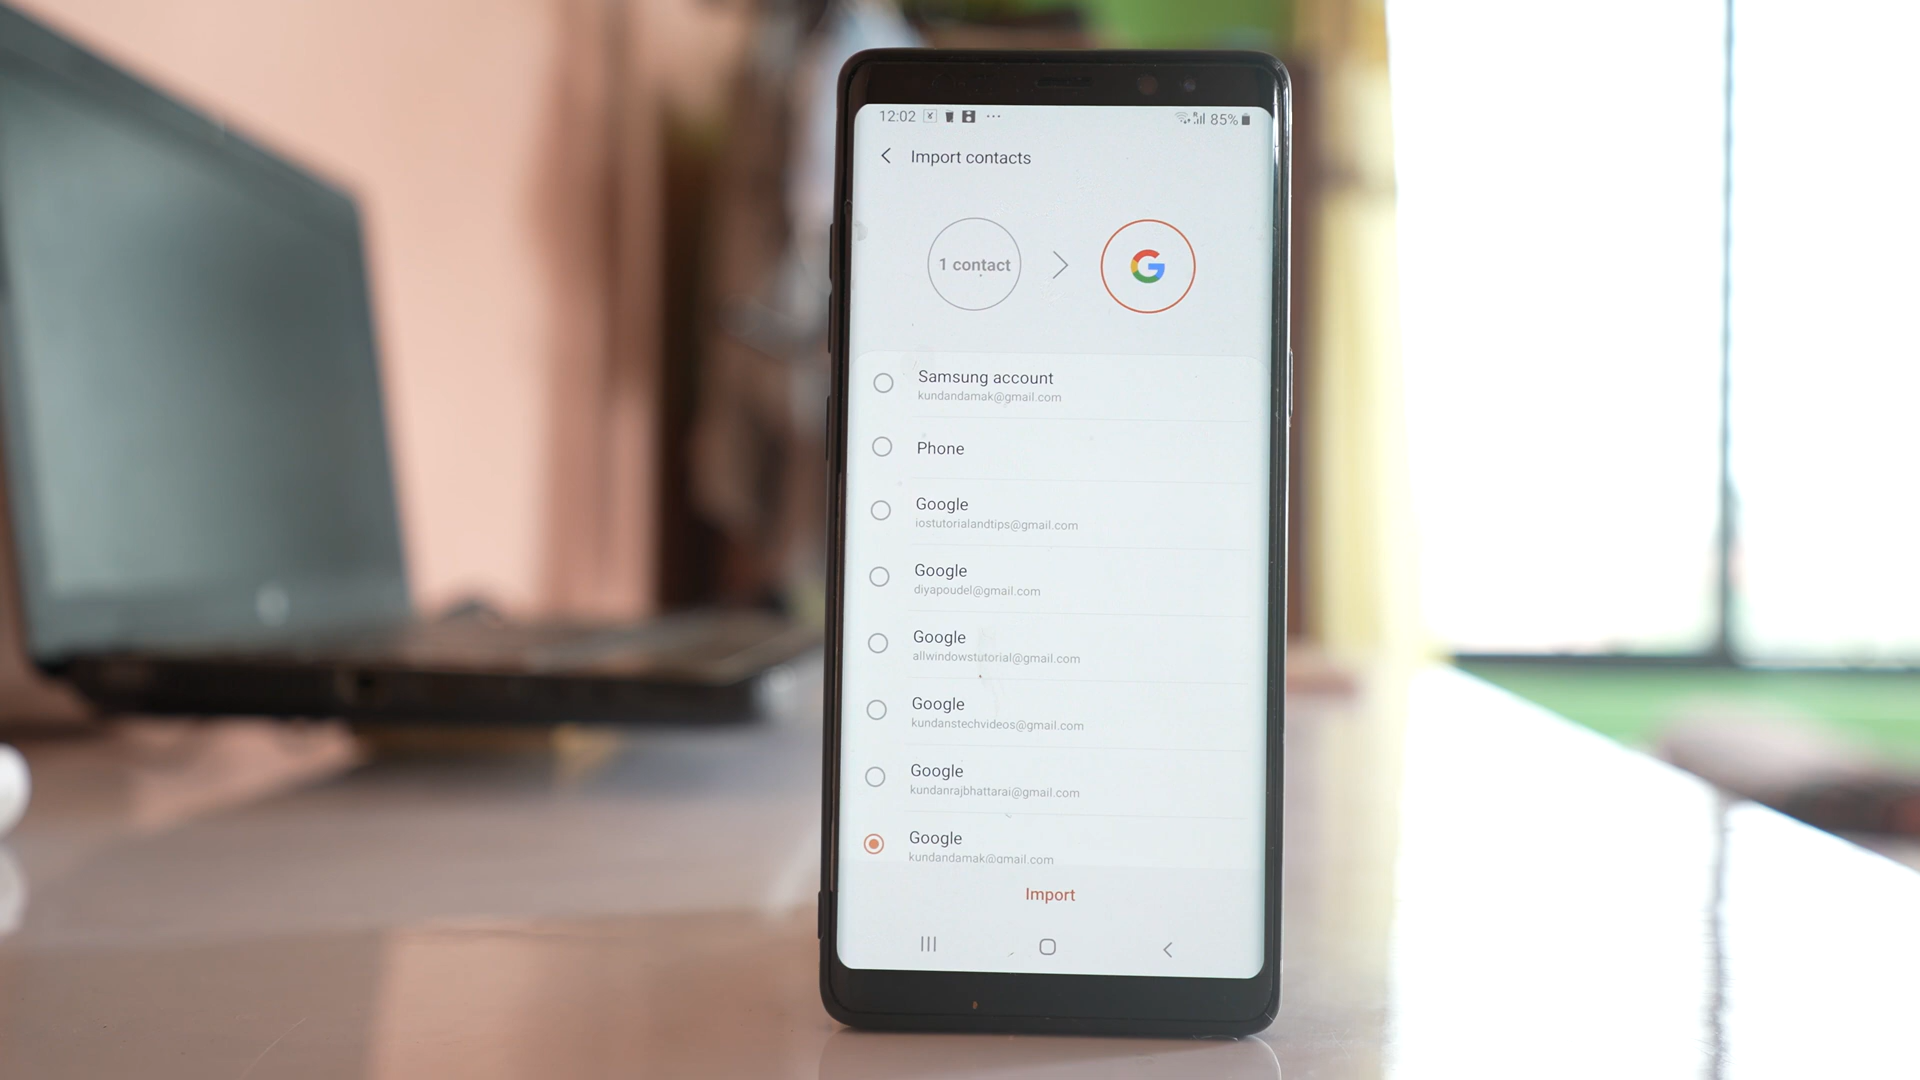 12:02 ... 85%
Import contacts
1 contact
G
Samsung account
kundandamak@gmail.com
Phone
Google
iostutorialandtips@gmail.com
Google
diyapoudel@gmail.com
Google
allwindowstutorial@gmail.com
Google
kundanstechvideos@gmail.com
Google
kundanrajbhattarai@gmail.com
Google
kundandamak@gmail.com
Import